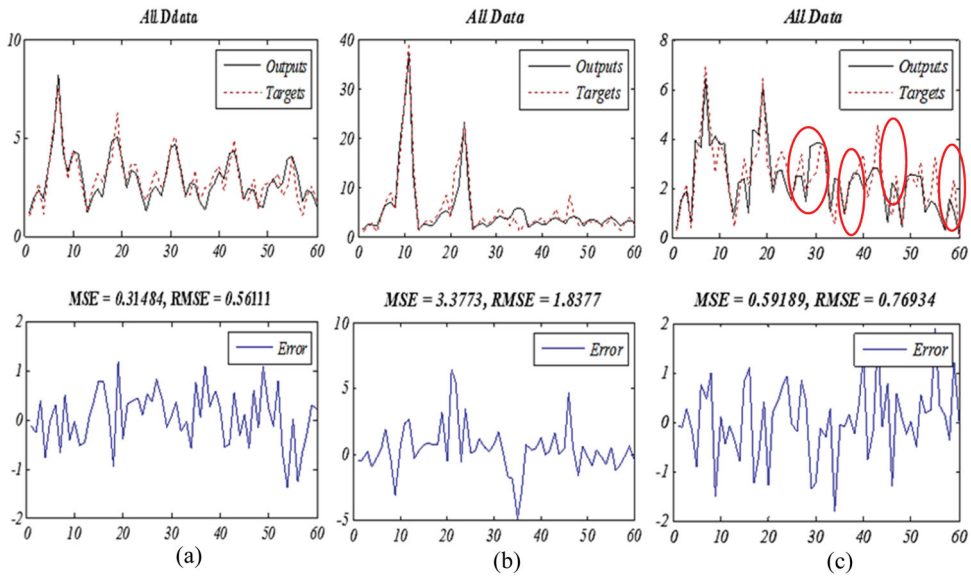 All Ddata
10
5
0
0 10 20 30 40 50 60
Outputs
Targets
All Data
40
30
20
10
0
0 10 20 30 40 50 60
Outputs
Targets
All Data
8
6
4
2
0
0 10 20 30 40 50 60
Outputs
Targets
MSE = 0.31484, RMSE = 0.56111
2
1
0
-1
-2
0 10 20 30 40 50 60
Error
(a)
MSE = 3.3773, RMSE = 1.8377
10
5
0
-5
0 10 20 30 40 50 60
Error
(b)
MSE = 0.59189, RMSE = 0.76934
2
1
0
-1
-2
0 10 20 30 40 50 60
Error
(c)